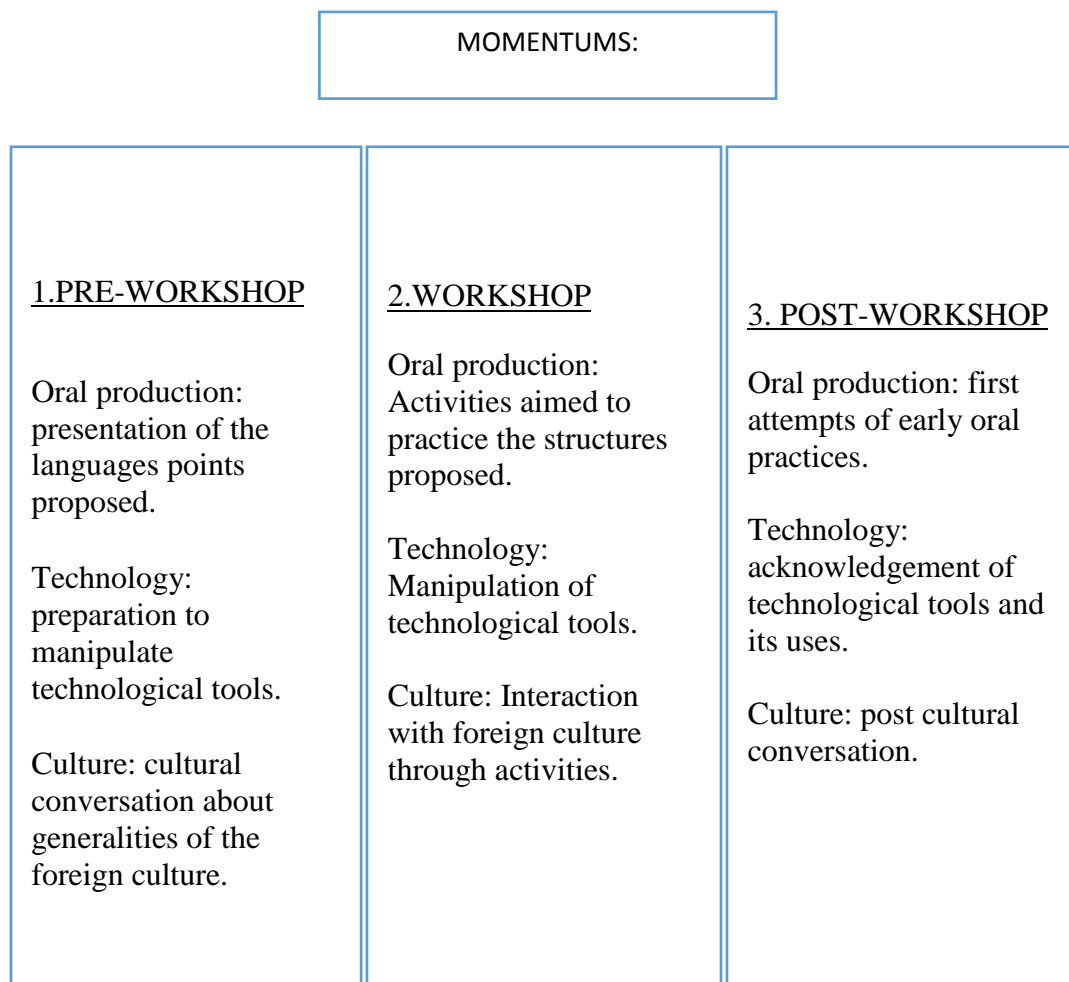 MOMENTUMS:
1.PRE-WORKSHOP
Oral production:
presentation of the
languages points
proposed.
Technology:
preparation to
manipulate
technological tools.
Culture: cultural
conversation about
generalities of the
foreign culture.
2.WORKSHOP
Oral production:
Activities aimed to
practice the structures
proposed.
Technology:
Manipulation of
technological tools.
Culture: Interaction
with foreign culture
through activities.
3. POST-WORKSHOP
Oral production: first
attempts of early oral
practices.
Technology:
acknowledgement of
technological tools and
its uses.
Culture: post cultural
conversation.